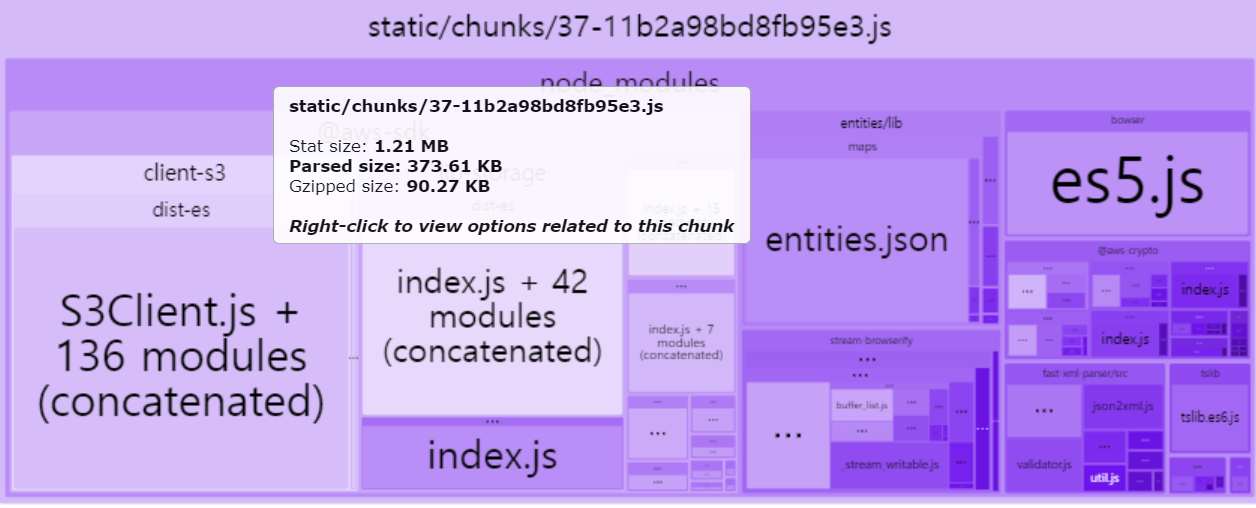 static/chunks/37-11b2a98bd8fb95e3.js
node_modules
static/chunks/37-11b2a98bd8fb95e3.js
Stat size: 1.21 MB
Parsed size: 373.61 KB
Gzipped size: 90.27 KB
Right-click to view options related to this chunk
@aws-sdk
client-s3
dist-es
S3Client.js +
136 modules
(concatenated)
...
dist-es
index.js + 42
modules
(concatenated)
...
index.js
index.js + 15
...
index.js + 7
modules
(concatenated)
...
...
...
entities/lib
maps
entities.json
...
...
stream-browserify
...
...
...
buffer_list.js
...
...
_stream_writable.js
...
...
...
bowser
es5.js
@aws-crypto
...
...
...
index.js
...
...
...
index.js
fast-xml-parser/src
...
json2xml.js
...
validator.js
util.js
tslib
tslib.es6.js
...